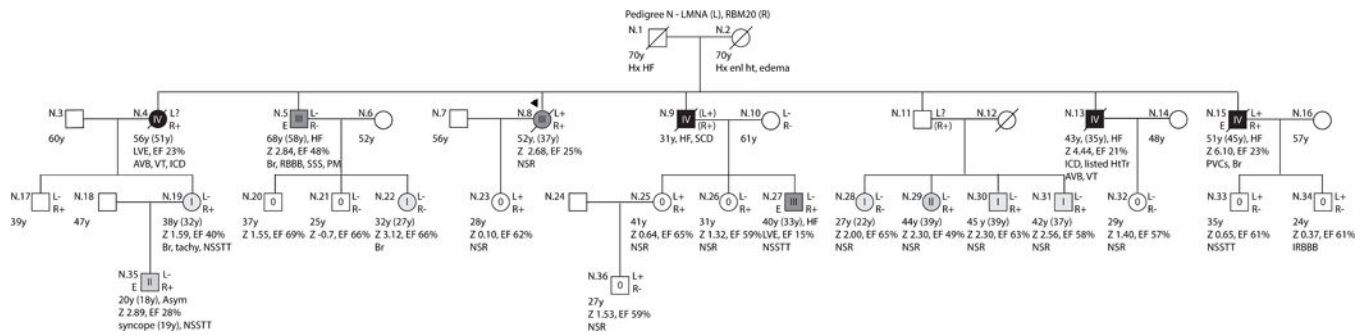 Pedigree N - LMNA (L), RBM20 (R)
N.1
N.2
70y
Hx HF
70y
Hx enl ht, edema
N.3
60y
N.4
IV
L?
R+
56y (51y)
LVE, EF 23%
AVB, VT, ICD
N.5
E
III
L-
R-
68y (58y), HF
Z 2.84, EF 48%
Br, RBBB, SSS, PM
N.6
52y
N.7
56y
N.8
III
L+
R+
52y, (37y)
Z 2.68, EF 25%
NSR
N.9
E
IV
(L+)
(R+)
31y, HF, SCD
N.10
L-
R-
61y
N.11
L?
(R+)
N.12
N.13
IV
43y, (35y), HF
Z 4.44, EF 21%
ICD, listed HtTr
AVB, VT
N.14
48y
N.15
E
IV
L+
R+
51y (45y), HF
Z 6.10, EF 23%
PVCs, Br
N.16
57y
N.17
L-
R+
39y
N.18
47y
N.19
I
L-
R+
38y (32y)
Z 1.59, EF 40%
Br, tachy, NSSTT
N.20
0
37y
Z 1.55, EF 69%
N.21
0
L-
R-
25y
Z -0.7, EF 66%
N.22
I
L-
R-
32y (27y)
Z 3.12, EF 66%
Br
N.23
0
L-
R+
28y
Z 0.10, EF 62%
NSR
N.24
N.25
0
L+
R+
41y
Z 0.64, EF 65%
NSR
N.26
0
L-
R+
31y
Z 1.32, EF 59%
NSR
N.27
E
III
L-
R-
40y (33y), HF
LVE, EF 15%
NSSTT
N.28
I
L-
R-
27y (22y)
Z 2.00, EF 65%
NSR
N.29
II
L-
R+
44y (39y)
Z 2.30, EF 49%
NSR
N.30
I
L-
R+
45 y (39y)
Z 2.30, EF 63%
NSR
N.31
I
L-
R+
42y (37y)
Z 2.56, EF 58%
NSR
N.32
0
L-
R-
29y
Z 1.40, EF 57%
NSR
N.33
0
L+
R-
35y
Z 0.65, EF 61%
NSSTT
N.34
0
L+
R-
24y
Z 0.37, EF 61%
IRBBB
N.35
E
II
L-
R+
20y (18y), Asym
Z 2.89, EF 28%
syncope (19y), NSSTT
N.36
0
L+
R-
27y
Z 1.53, EF 59%
NSR